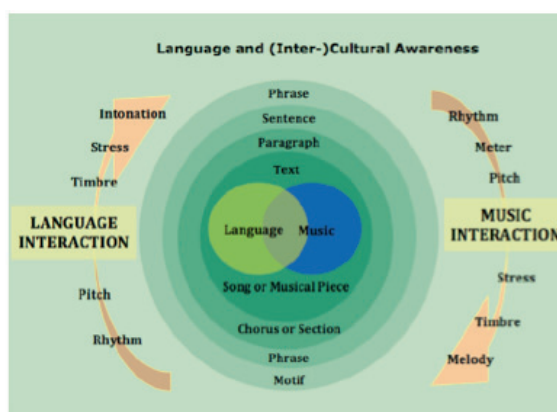 Language and (Inter-)Cultural Awareness
Phrase
Sentence
Paragraph
Text
Language
Music
Song or Musical Piece
Chorus or Section
Phrase
Motif
Intonation
Stress
Timbre
LANGUAGE
INTERACTION
Pitch
Rhythm
Rhythm
Meter
Pitch
MUSIC
INTERACTION
Stress
Timbre
Melody